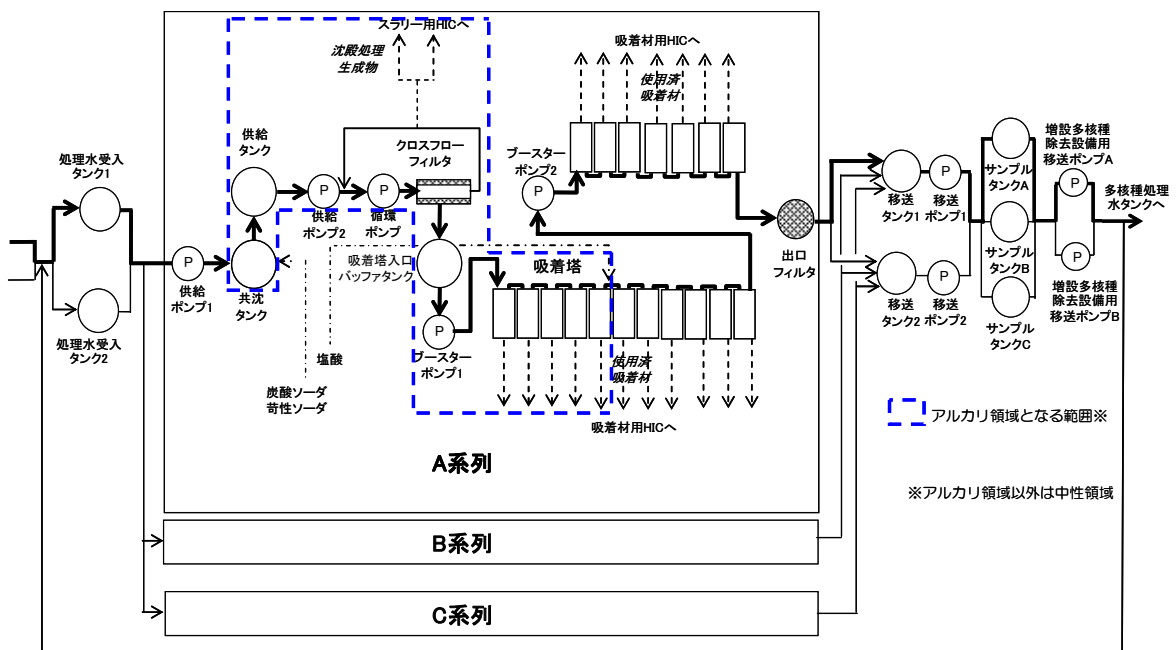 スラリー用HICへ
沈殿処理
生成物
吸着材用HICへ
使用済
吸着材
供給
タンク
クロスフロー
フィルタ
ブースター
ポンプ2
P
処理水受入
タンク1
P
供給
ポンプ2
P
循環
ポンプ
P
供給
ポンプ1
共沈
タンク
吸着塔入口
バッファタンク
吸着塔
P
ブースター
ポンプ1
塩酸
炭酸ソーダ
苛性ソーダ
処理水受入
タンク2
使用済
吸着材
吸着材用HICへ
出口
フィルタ
移送
タンク1
P
移送
ポンプ1
移送
タンク2
P
移送
ポンプ2
サンプル
タンクA
サンプル
タンクB
サンプル
タンクC
増設多核種
除去設備用
移送ポンプA
P
多核種処理
水タンクへ
P
増設多核種
除去設備用
移送ポンプB
アルカリ領域となる範囲※
※アルカリ領域以外は中性領域
A系列
B系列
C系列